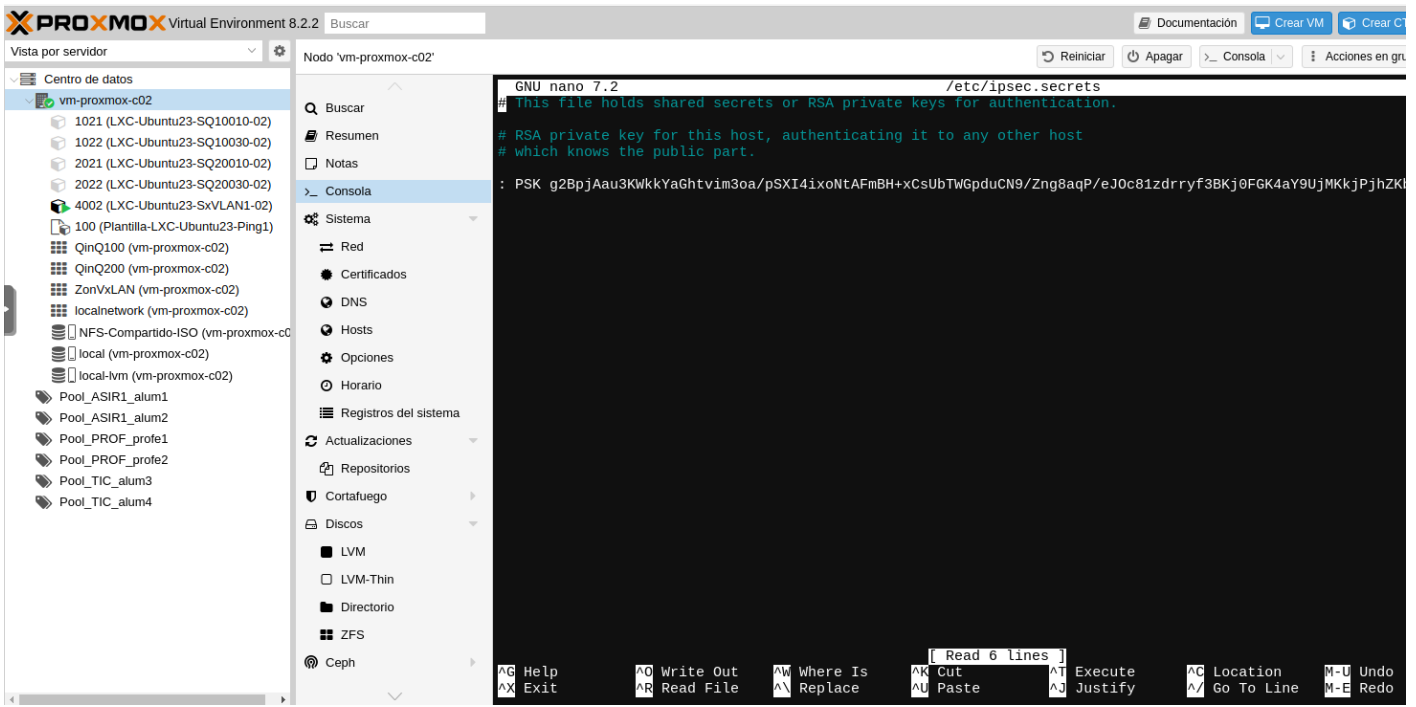 PROXMOX Virtual Environment 8.2.2 Buscar
Documentación Crear VM Crear CT
Vista por servidor
Nodo 'vm-proxmox-c02'
Reiniciar Apagar >_ Consola Acciones en gru
Centro de datos
vm-proxmox-c02
1021 (LXC-Ubuntu23-SQ10010-02)
1022 (LXC-Ubuntu23-SQ10030-02)
2021 (LXC-Ubuntu23-SQ20010-02)
2022 (LXC-Ubuntu23-SQ20030-02)
4002 (LXC-Ubuntu23-SxVLAN1-02)
100 (Plantilla-LXC-Ubuntu23-Ping1)
QinQ100 (vm-proxmox-c02)
QinQ200 (vm-proxmox-c02)
ZonVxLAN (vm-proxmox-c02)
localnetwork (vm-proxmox-c02)
NFS-Compartido-ISO (vm-proxmox-c0
local (vm-proxmox-c02)
local-lvm (vm-proxmox-c02)
Pool_ASIR1_alum1
Pool_ASIR1_alum2
Pool_PROF_profe1
Pool_PROF_profe2
Pool_TIC_alum3
Pool_TIC_alum4
Buscar
Resumen
Notas
>_ Consola
Sistema
Red
Certificados
DNS
Hosts
Opciones
Horario
Registros del sistema
Actualizaciones
Repositorios
Cortafuego
Discos
LVM
LVM-Thin
Directorio
ZFS
Ceph
GNU nano 7.2 /etc/ipsec.secrets
# This file holds shared secrets or RSA private keys for authentication.
# RSA private key for this host, authenticating it to any other host
# which knows the public part.
: PSK g2BpjAau3KWkkYaGhtvim3oa/pSXI4ixoNtAFmBH+xCsUbTWGpduCN9/Zng8aqP/eJOc81zdrryf3BKj0FGK4aY9UjMKkjPjhZKb
[ Read 6 lines ]
^G Help ^O Write Out ^W Where Is ^K Cut ^T Execute ^C Location M-U Undo
^X Exit ^R Read File ^\ Replace ^U Paste ^J Justify ^/ Go To Line M-E Redo